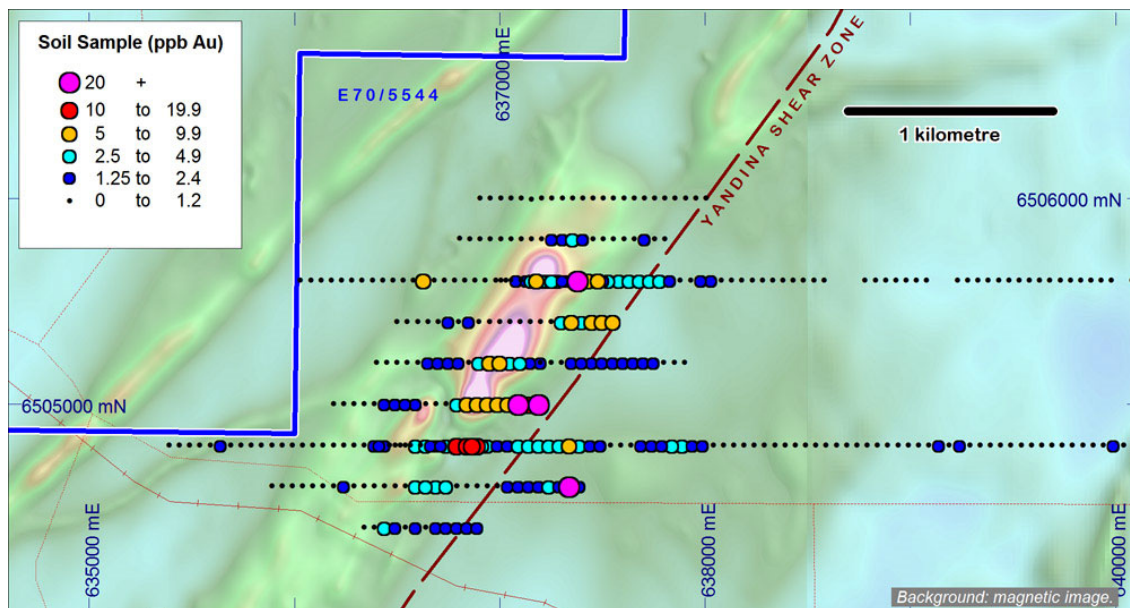 Soil Sample (ppb Au)
20 +
10 to 19.9
5 to 9.9
2.5 to 4.9
1.25 to 2.4
0 to 1.2
E70/5544
637000 mE
YANDINA SHEAR ZONE
1 kilometre
6506000 mN
6505000 mN
635000 mE
638000 mE
640000 mE
Background: magnetic image.